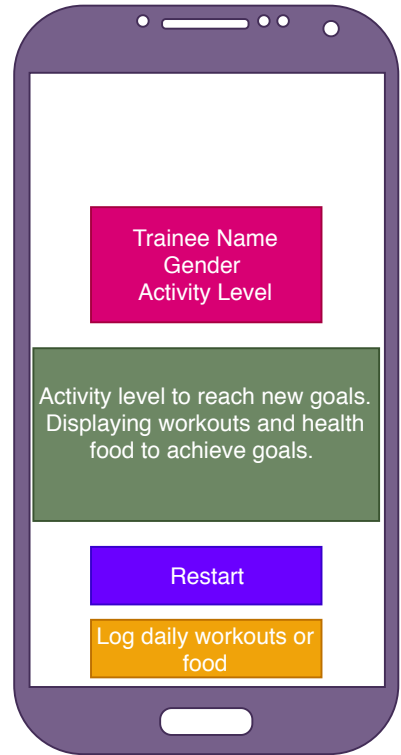 Trainee Name
Gender
Activity Level
Activity level to reach new goals.
Displaying workouts and health
food to achieve goals.
Restart
Log daily workouts or
food